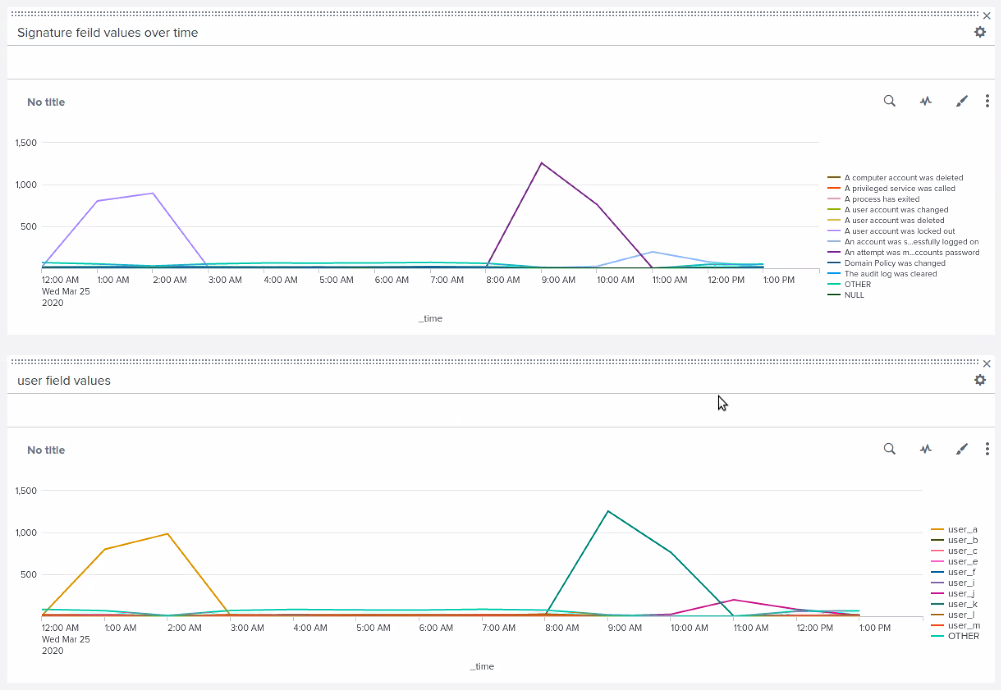 Signature feild values over time
No title
1,500
1,000
500
12:00 AM 1:00 AM 2:00 AM 3:00 AM 4:00 AM 5:00 AM 6:00 AM 7:00 AM 8:00 AM 9:00 AM 10:00 AM 11:00 AM 12:00 PM 1:00 PM
Wed Mar 25
2020
_time
A computer account was deleted
A privileged service was called
A process has exited
A user account was changed
A user account was deleted
A user account was locked out
An account was s...essfully logged on
An attempt was m...ccounts password
Domain Policy was changed
The audit log was cleared
OTHER
NULL
user field values
No title
1,500
1,000
500
12:00 AM 1:00 AM 2:00 AM 3:00 AM 4:00 AM 5:00 AM 6:00 AM 7:00 AM 8:00 AM 9:00 AM 10:00 AM 11:00 AM 12:00 PM 1:00 PM
Wed Mar 25
2020
_time
user_a
user_b
user_c
user_e
user_f
user_i
user_j
user_k
user_l
user_m
OTHER